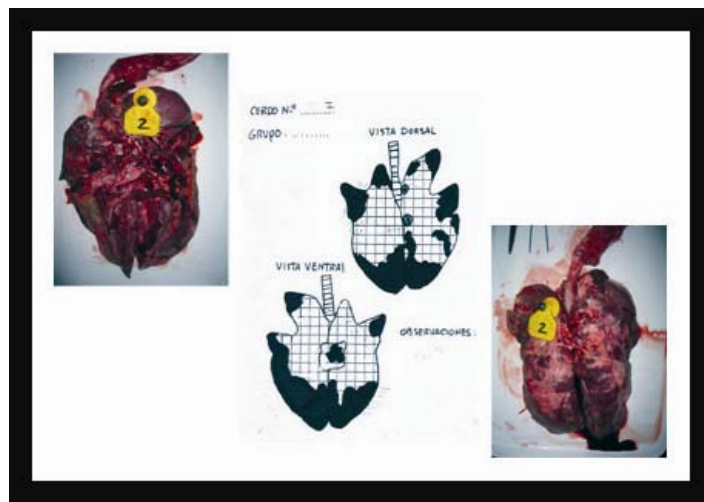 2
CERDO N.º ........ I
GRUPO: ........
VISTA DORSAL
VISTA VENTRAL
OBSERVACIONES:
2